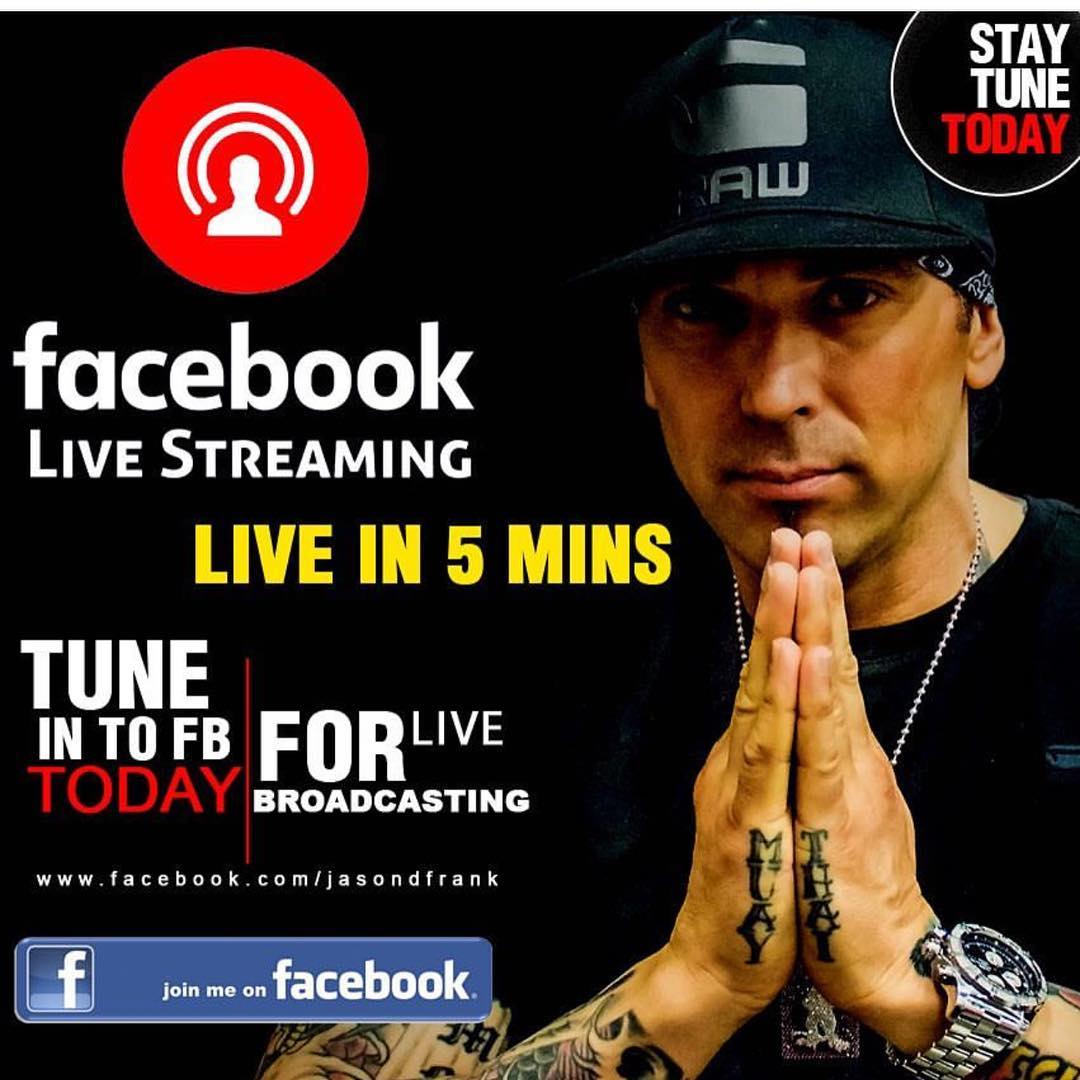 STAY
TUNE
TODAY
RAW
facebook
LIVE STREAMING
LIVE IN 5 MINS
TUNE
IN TO FB
TODAY
FOR LIVE
BROADCASTING
www.facebook.com/jasondfrank
f join me on facebook.
MUAY
THAI